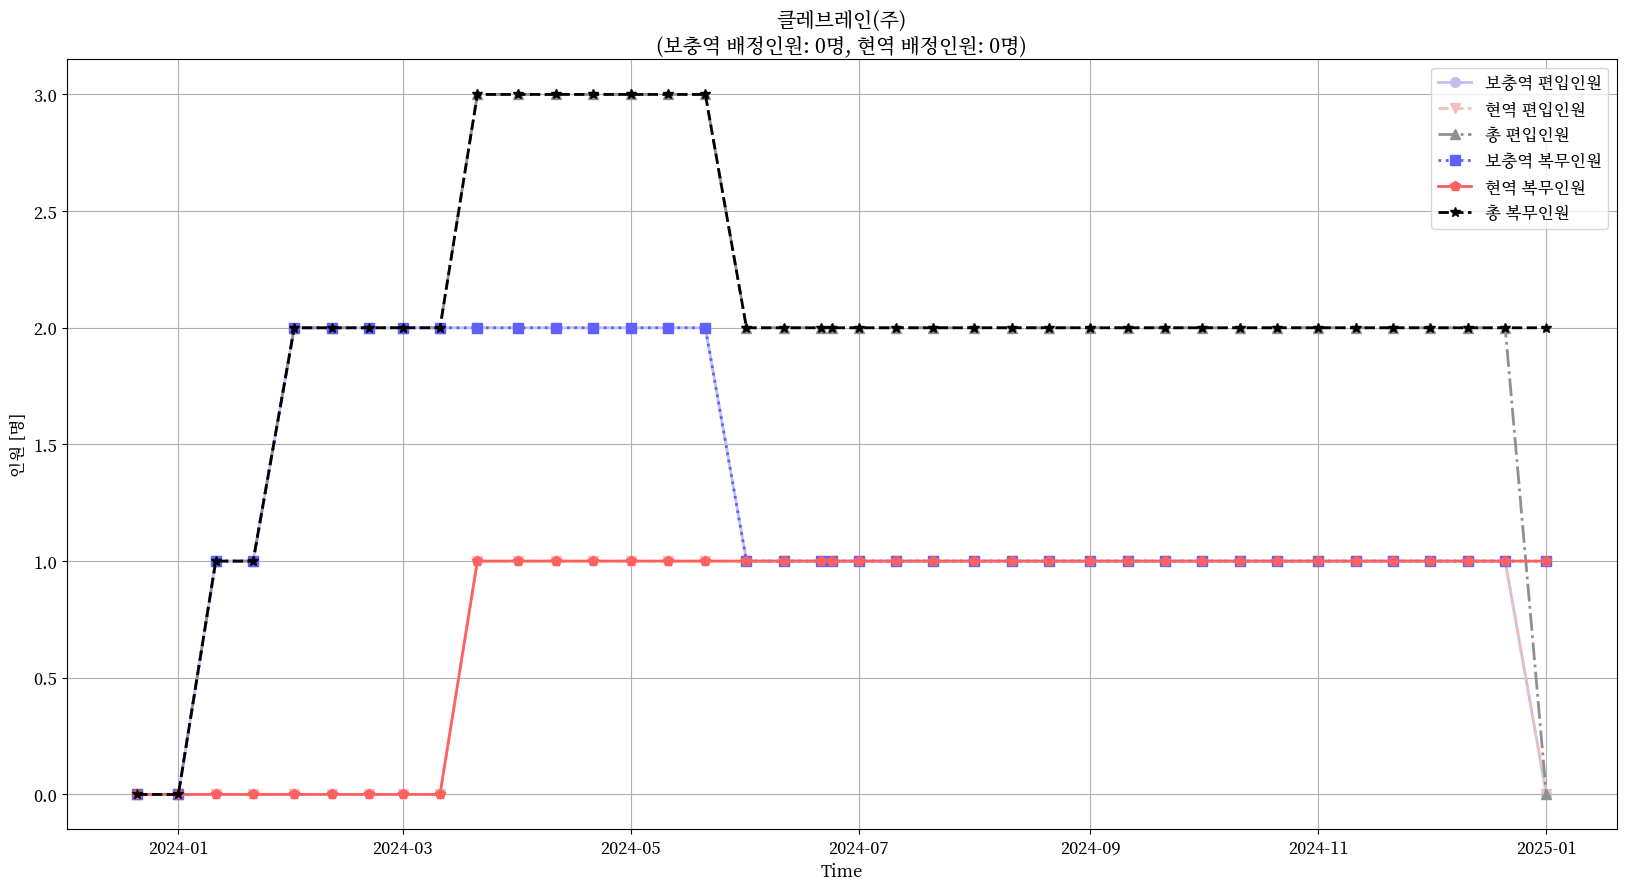 클레브레인(주)
(보충역 배정인원: 0명, 현역 배정인원: 0명)
보충역 편입인원
현역 편입인원
총 편입인원
보충역 복무인원
현역 복무인원
총 복무인원
인원 [명]
3.0
2.5
2.0
1.5
1.0
0.5
0.0
2024-01
2024-03
2024-05
2024-07
2024-09
2024-11
2025-01
Time